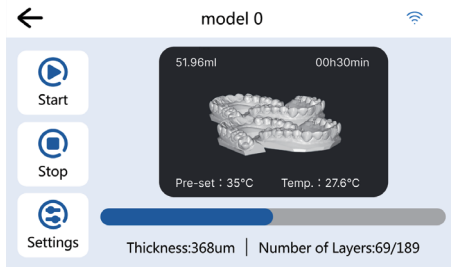 model 0
51.96ml 00h30min
Start
Stop
Pre-set：35°C Temp.：27.6°C
Settings
Thickness:368um | Number of Layers:69/189